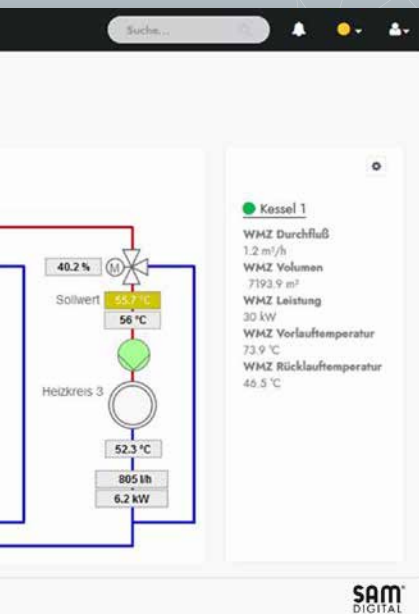 Suche...
40.2 %
M
Sollwert 55.7 °C
56 °C
Heizkreis 3
52.3 °C
805 l/h
6.2 kW
Kessel 1
WMZ Durchfluß
1.2 m³/h
WMZ Volumen
7193.9 m³
WMZ Leistung
30 kW
WMZ Vorlauftemperatur
73.9 °C
WMZ Rücklauftemperatur
46.5 °C
SAM
DIGITAL